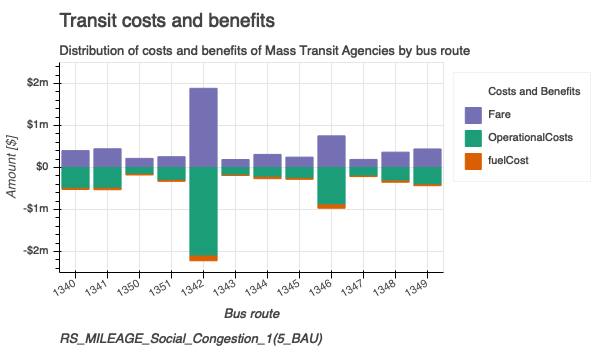 Transit costs and benefits
Distribution of costs and benefits of Mass Transit Agencies by bus route
Amount [$]
$2m
$1m
$0
-$1m
-$2m
Costs and Benefits
Fare
OperationalCosts
fuelCost
1340 1341 1350 1351 1342 1343 1344 1345 1346 1347 1348 1349
Bus route
RS_MILEAGE_Social_Congestion_1(5_BAU)